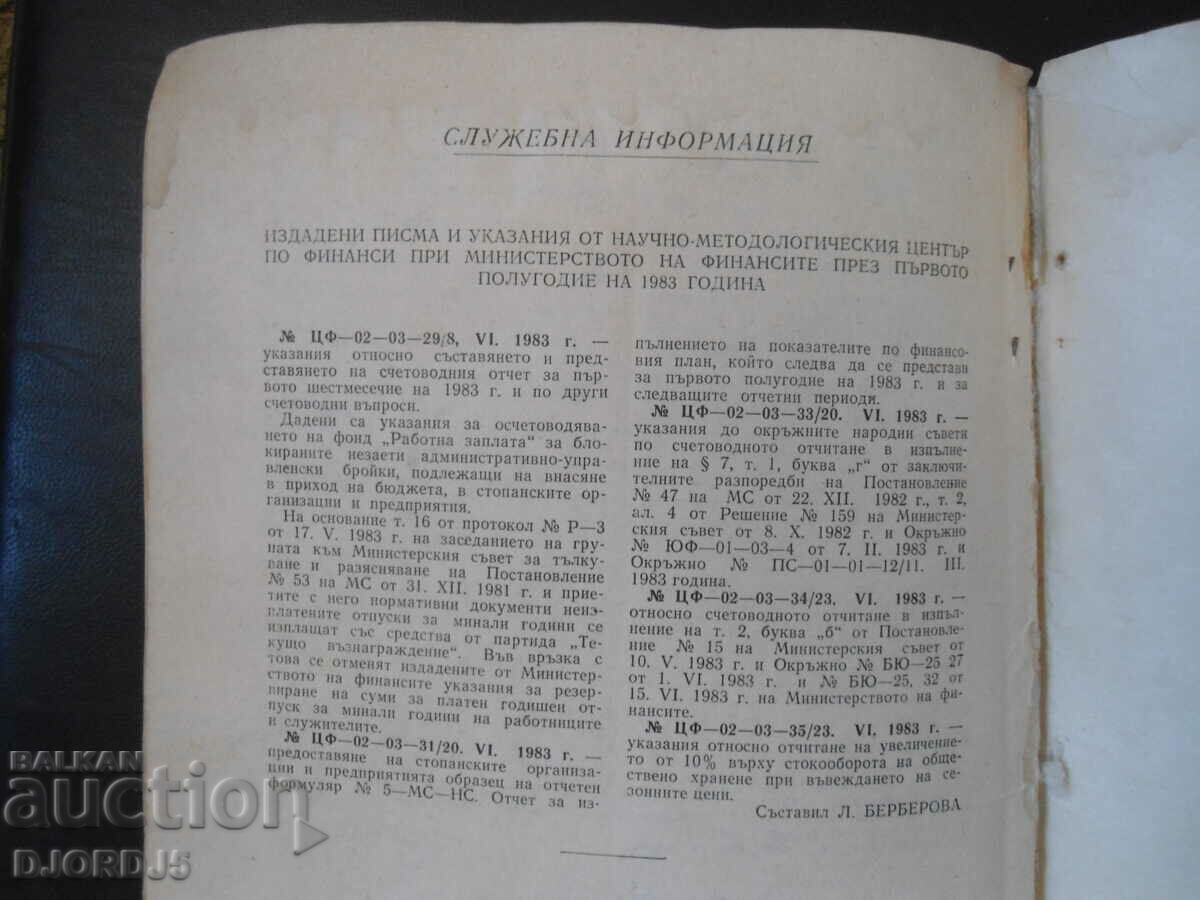 СЛУЖЕБНА ИНФОРМАЦИЯ
ИЗДАДЕНИ ПИСМА И УКАЗАНИЯ ОТ НАУЧНО-МЕТОДОЛОГИЧЕСКИЯ ЦЕНТЪР
ПО ФИНАНСИ ПРИ МИНИСТЕРСТВОТО НА ФИНАНСИТЕ ПРЕЗ ПЪРВОТО
ПОЛУГОДИЕ НА 1983 ГОДИНА
№ ЦФ—02—03—29/8, VI. 1983 г. —
указания относно съставянето и пред-
ставянето на счетоводния отчет за пър-
вото шестмесечие на 1983 г. и по други
счетоводни въпроси.
Дадени са указания за осчетоводява-
ването на фонд „Работна заплата“ за бло-
кираните незаети административно-упра-
вленски бройки, подлежащи на внасяне
в приход на бюджета, в стопанските ор-
ганизации и предприятия.
На основание т. 16 от протокол № Р—3
от 17. V. 1983 г. на заседанието на гру-
пата към Министерския съвет за тълку-
ване и разясняване на Постановление
№ 53 на МС от 31. XII. 1981 г. и прие-
тите с него нормативни документи неиз-
платените отпуски за минали години се
изплащат със средства от партида „Те-
кущо възнаграждение“. Във връзка с
това се отменят издадените от Министер-
ството на финансите указания за резер-
виране на суми за платен годишен от-
пуск за минали години на работниците
и служителите.
№ ЦФ—02—03—31/20. VI. 1983 г. —
предоставяне на стопанските организа-
ции и предприятията образец на отчетен
формуляр № 5—МС—НС. Отчет за из-
пълнението на показателите по финансо-
вия план, който следва да се представи
за първото полугодие на 1983 г. и за
следващите отчетни периоди.
№ ЦФ—02—03—33/20. VI. 1983 г. —
указания до окръжните народни съвети
по счетоводното отчитане в изпълне-
ние на § 7, т. 1, буква „г“ от заключи-
телните разпоредби на Постановление
№ 47 на МС от 22. XII. 1982 г., т. 2,
ал. 4 от Решение № 159 на Министер-
ския съвет от 8. X. 1982 г. и Окръжно
№ ЮФ—01—03—4 от 7. II. 1983 г. и
Окръжно № ПС—01—01—12/11. III.
1983 година.
№ ЦФ—02—03—34/23. VI. 1983 г. —
относно счетоводното отчитане в изпъл-
нение на т. 2, буква „б“ от Постановле-
ние № 15 на Министерския съвет от
10. V. 1983 г. и Окръжно № БЮ—25 27
от 1. VI. 1983 г. и № БЮ—25, 32 от
15. VI. 1983 г. на Министерството на фи-
нансите.
№ ЦФ—02—03—35/23. VI. 1983 г. —
указания относно отчитане на увеличение-
то от 10% върху стокооборота на общес-
твено хранене при въвеждането на се-
зонните цени.
Съставил Л. БЕРБЕРОВА
BALKAN
auction
DJORDJ5